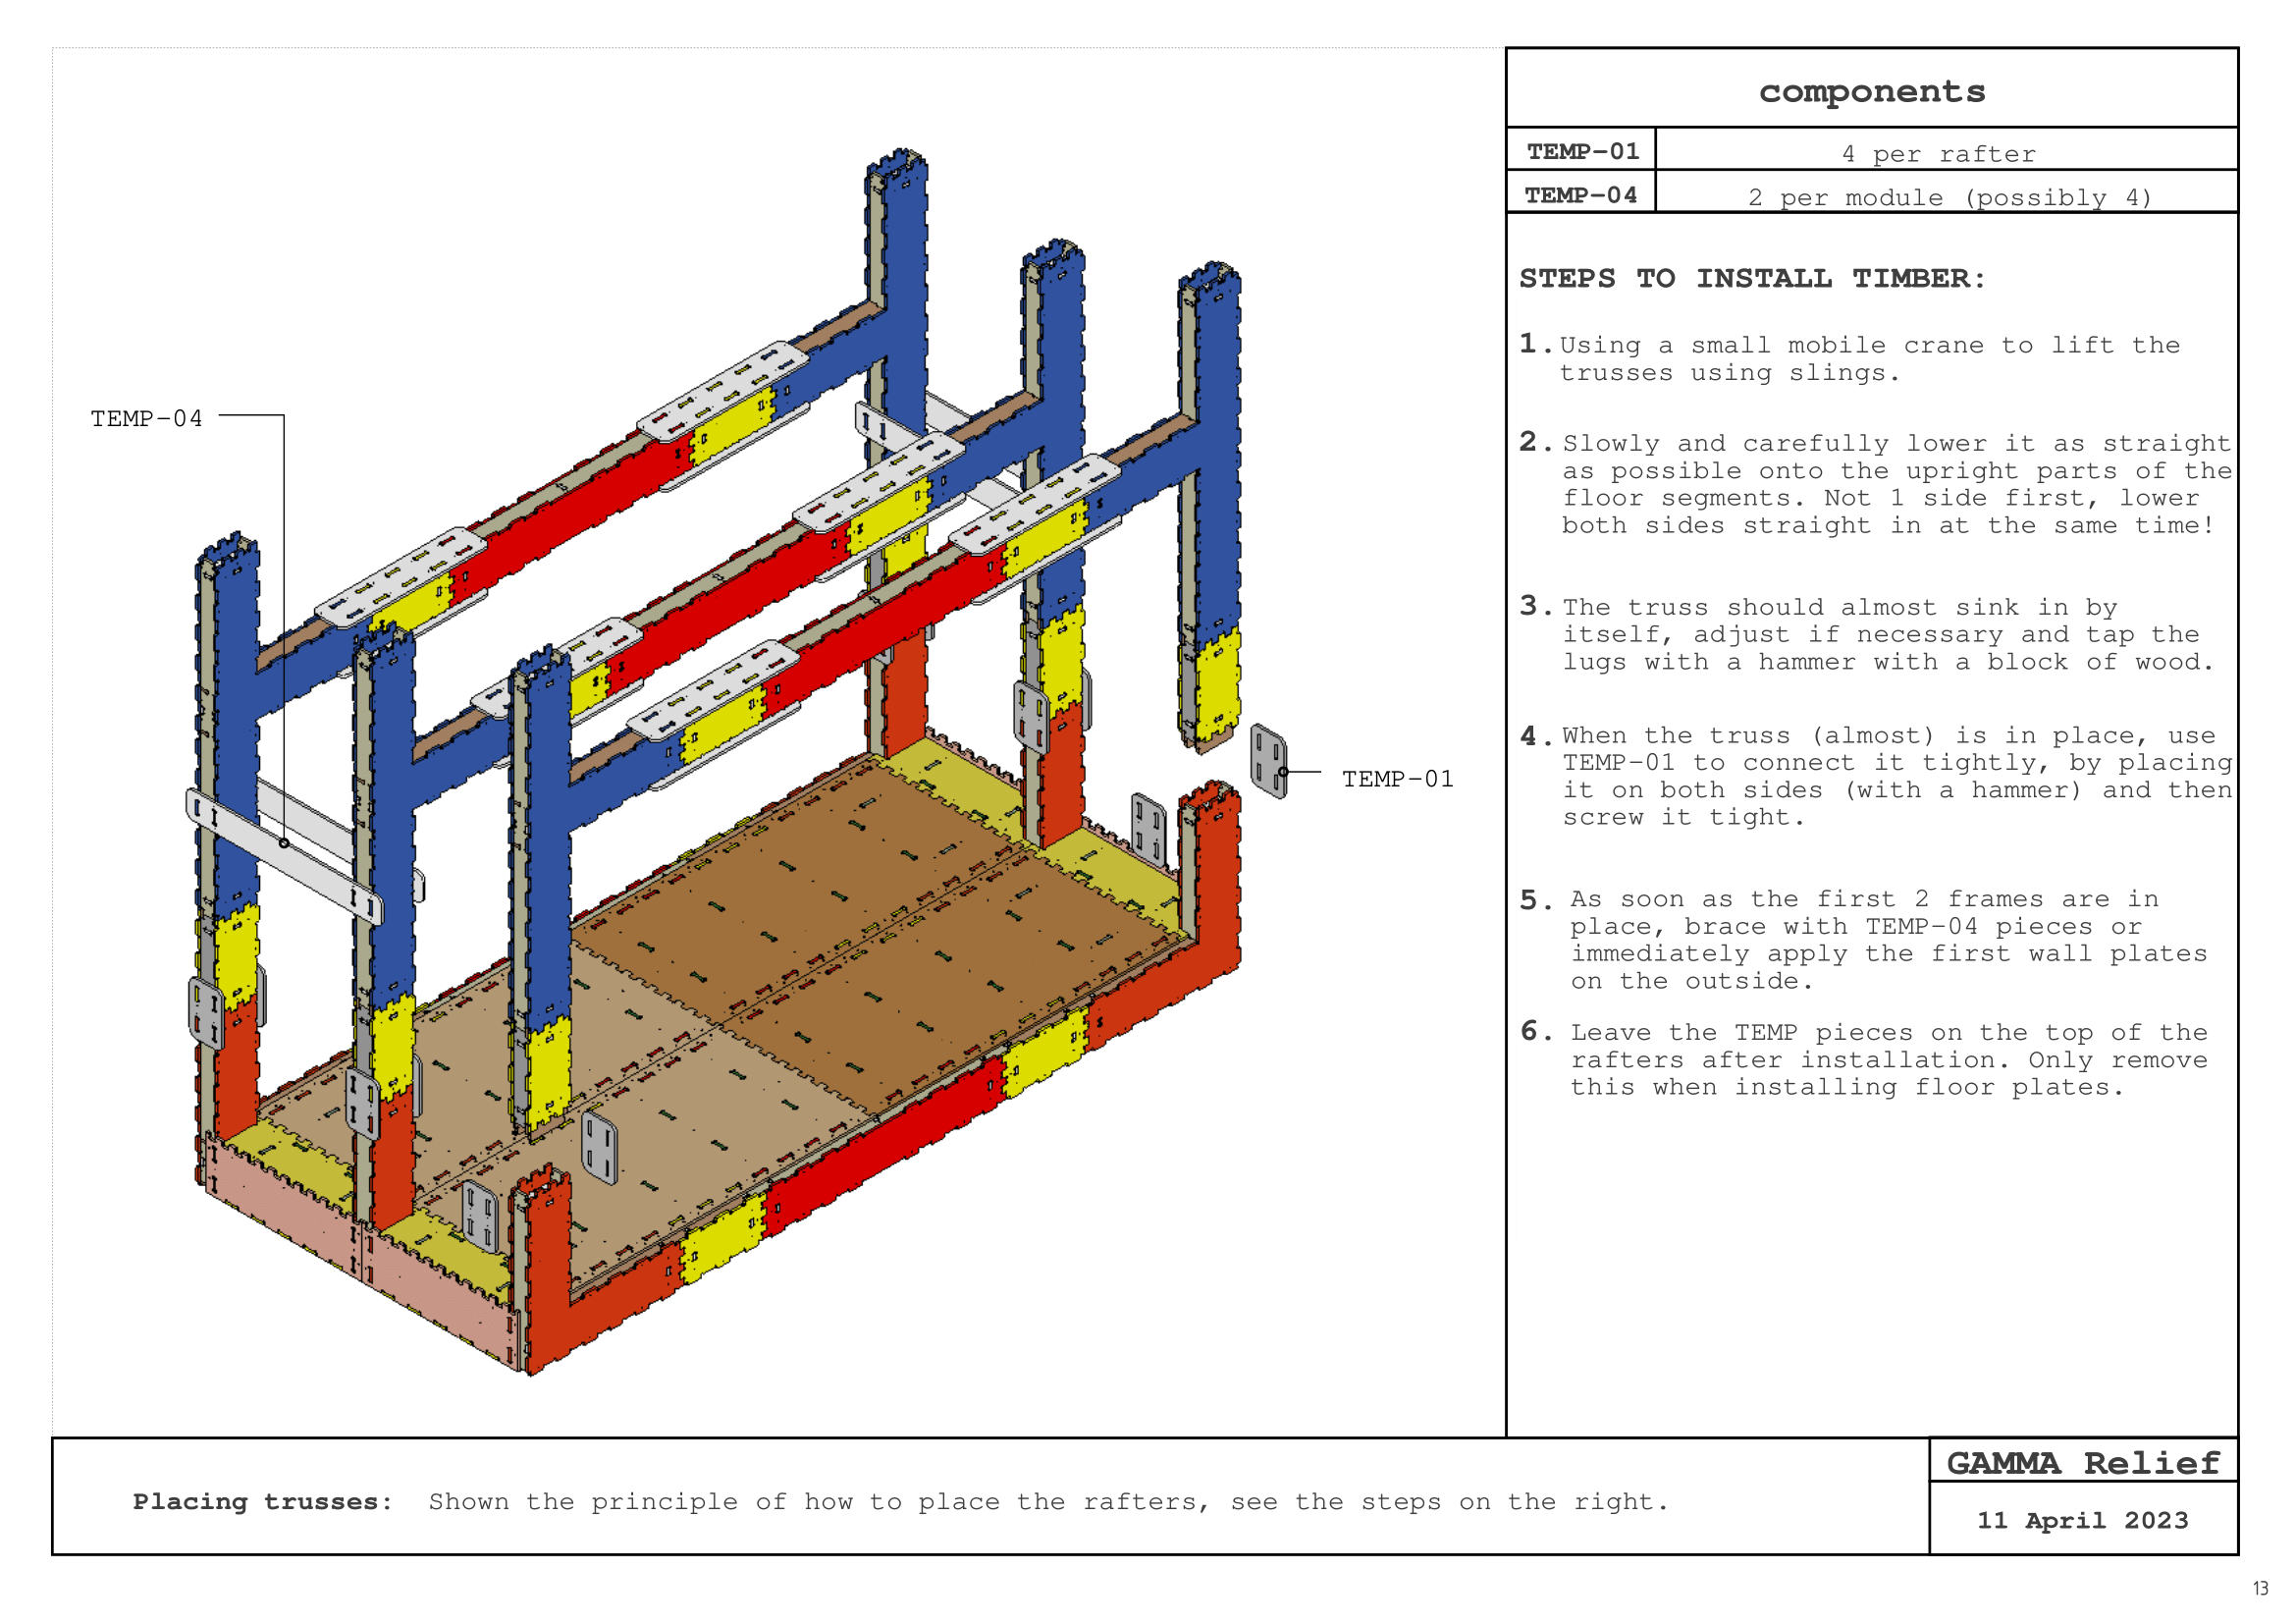 components
TEMP-01 4 per rafter
TEMP-04 2 per module (possibly 4)
TEMP-04
TEMP-01
STEPS TO INSTALL TIMBER:
1. Using a small mobile crane to lift the
trusses using slings.
2. Slowly and carefully lower it as straight
as possible onto the upright parts of the
floor segments. Not 1 side first, lower
both sides straight in at the same time!
3. The truss should almost sink in by
itself, adjust if necessary and tap the
lugs with a hammer with a block of wood.
4. When the truss (almost) is in place, use
TEMP-01 to connect it tightly, by placing
it on both sides (with a hammer) and then
screw it tight.
5. As soon as the first 2 frames are in
place, brace with TEMP-04 pieces or
immediately apply the first wall plates
on the outside.
6. Leave the TEMP pieces on the top of the
rafters after installation. Only remove
this when installing floor plates.
Placing trusses: Shown the principle of how to place the rafters, see the steps on the right.
GAMMA Relief
11 April 2023
13